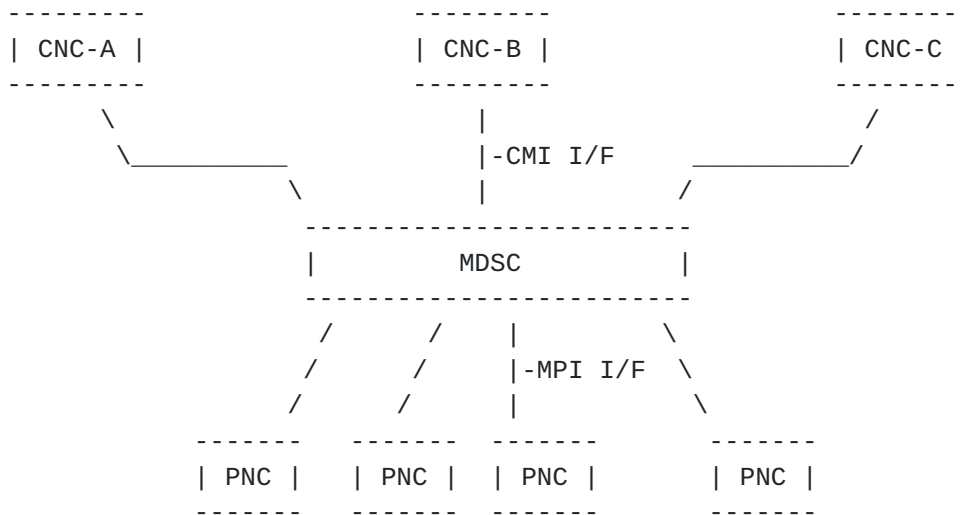 CNC-A CNC-B CNC-C
-CMI I/F
MDSC
-MPI I/F
PNC PNC PNC PNC